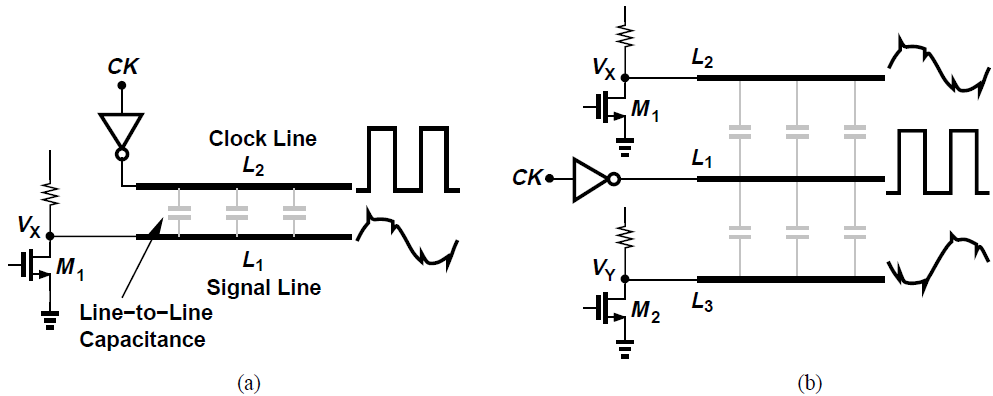 CK
Clock Line
L2
VX
M1
L1
Signal Line
Line-to-Line
Capacitance
(a)
VX
L2
M1
CK
L1
VY
L3
M2
(b)